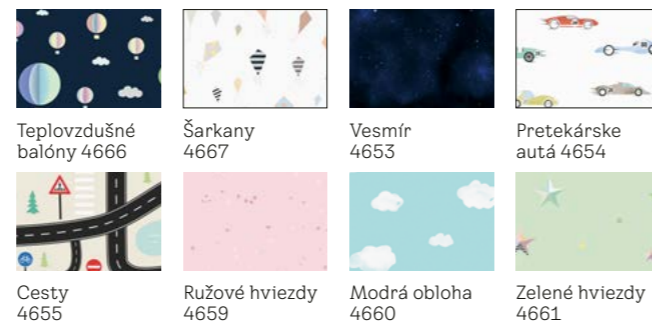 Teplovzdušné
balóny 4666
Šarkany
4667
Vesmír
4653
Pretekárske
autá 4654
Cesty
4655
Ružové hviezdy
4659
Modrá obloha
4660
Zelené hviezdy
4661